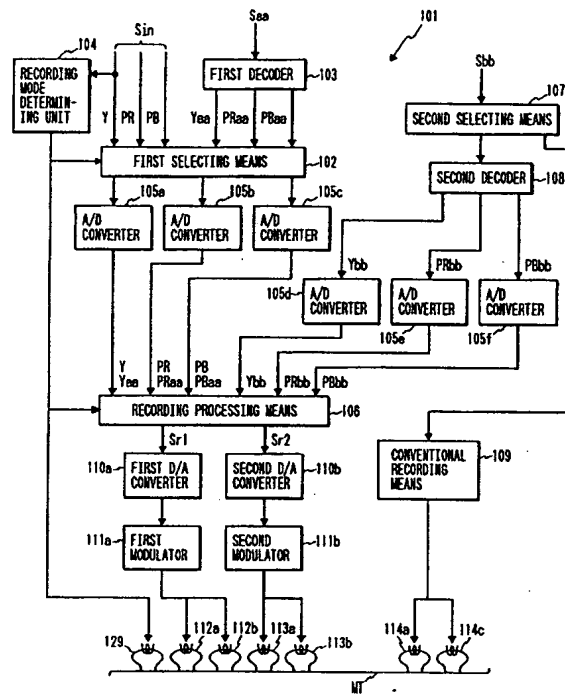 101
104
Sin
Saa
Sbb
RECORDING
MODE
DETERMIN-
ING UNIT
FIRST DECODER
103
107
SECOND SELECTING MEANS
Y
PR
PB
Yaa
PRaa
PBaa
FIRST SELECTING MEANS
102
SECOND DECODER
108
105a
105b
105c
A/D
CONVERTER
A/D
CONVERTER
A/D
CONVERTER
Ybb
PRbb
PBbb
105d
A/D
CONVERTER
A/D
CONVERTER
A/D
CONVERTER
105e
105f
Y
Yaa
PR
PRaa
PB
PBaa
Ybb
PRbb
PBbb
RECORDING PROCESSING MEANS
106
Sr1
Sr2
110a
FIRST D/A
CONVERTER
SECOND D/A
CONVERTER
110b
CONVENTIONAL
RECORDING
MEANS
109
111a
FIRST
MODULATOR
SECOND
MODULATOR
111b
129
112a
112b
113a
113b
114a
114c
MT